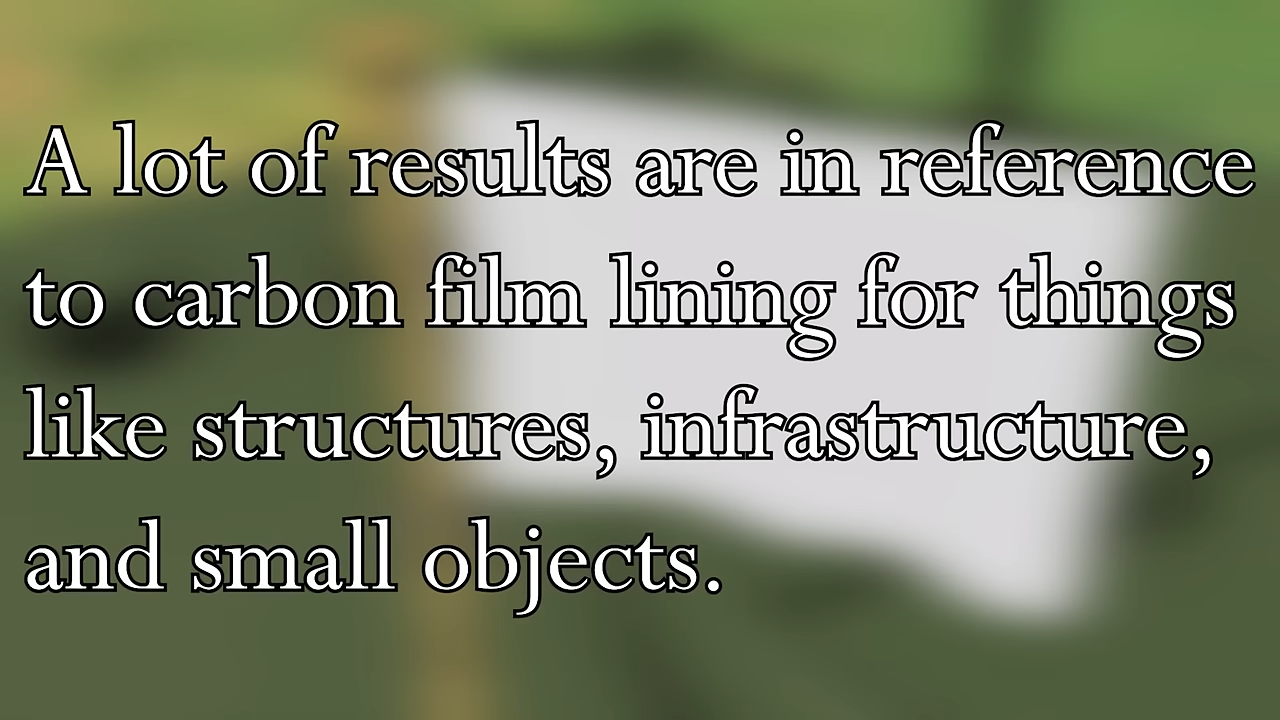 A lot of results are in reference
to carbon film lining for things
like structures, infrastructure,
and small objects.